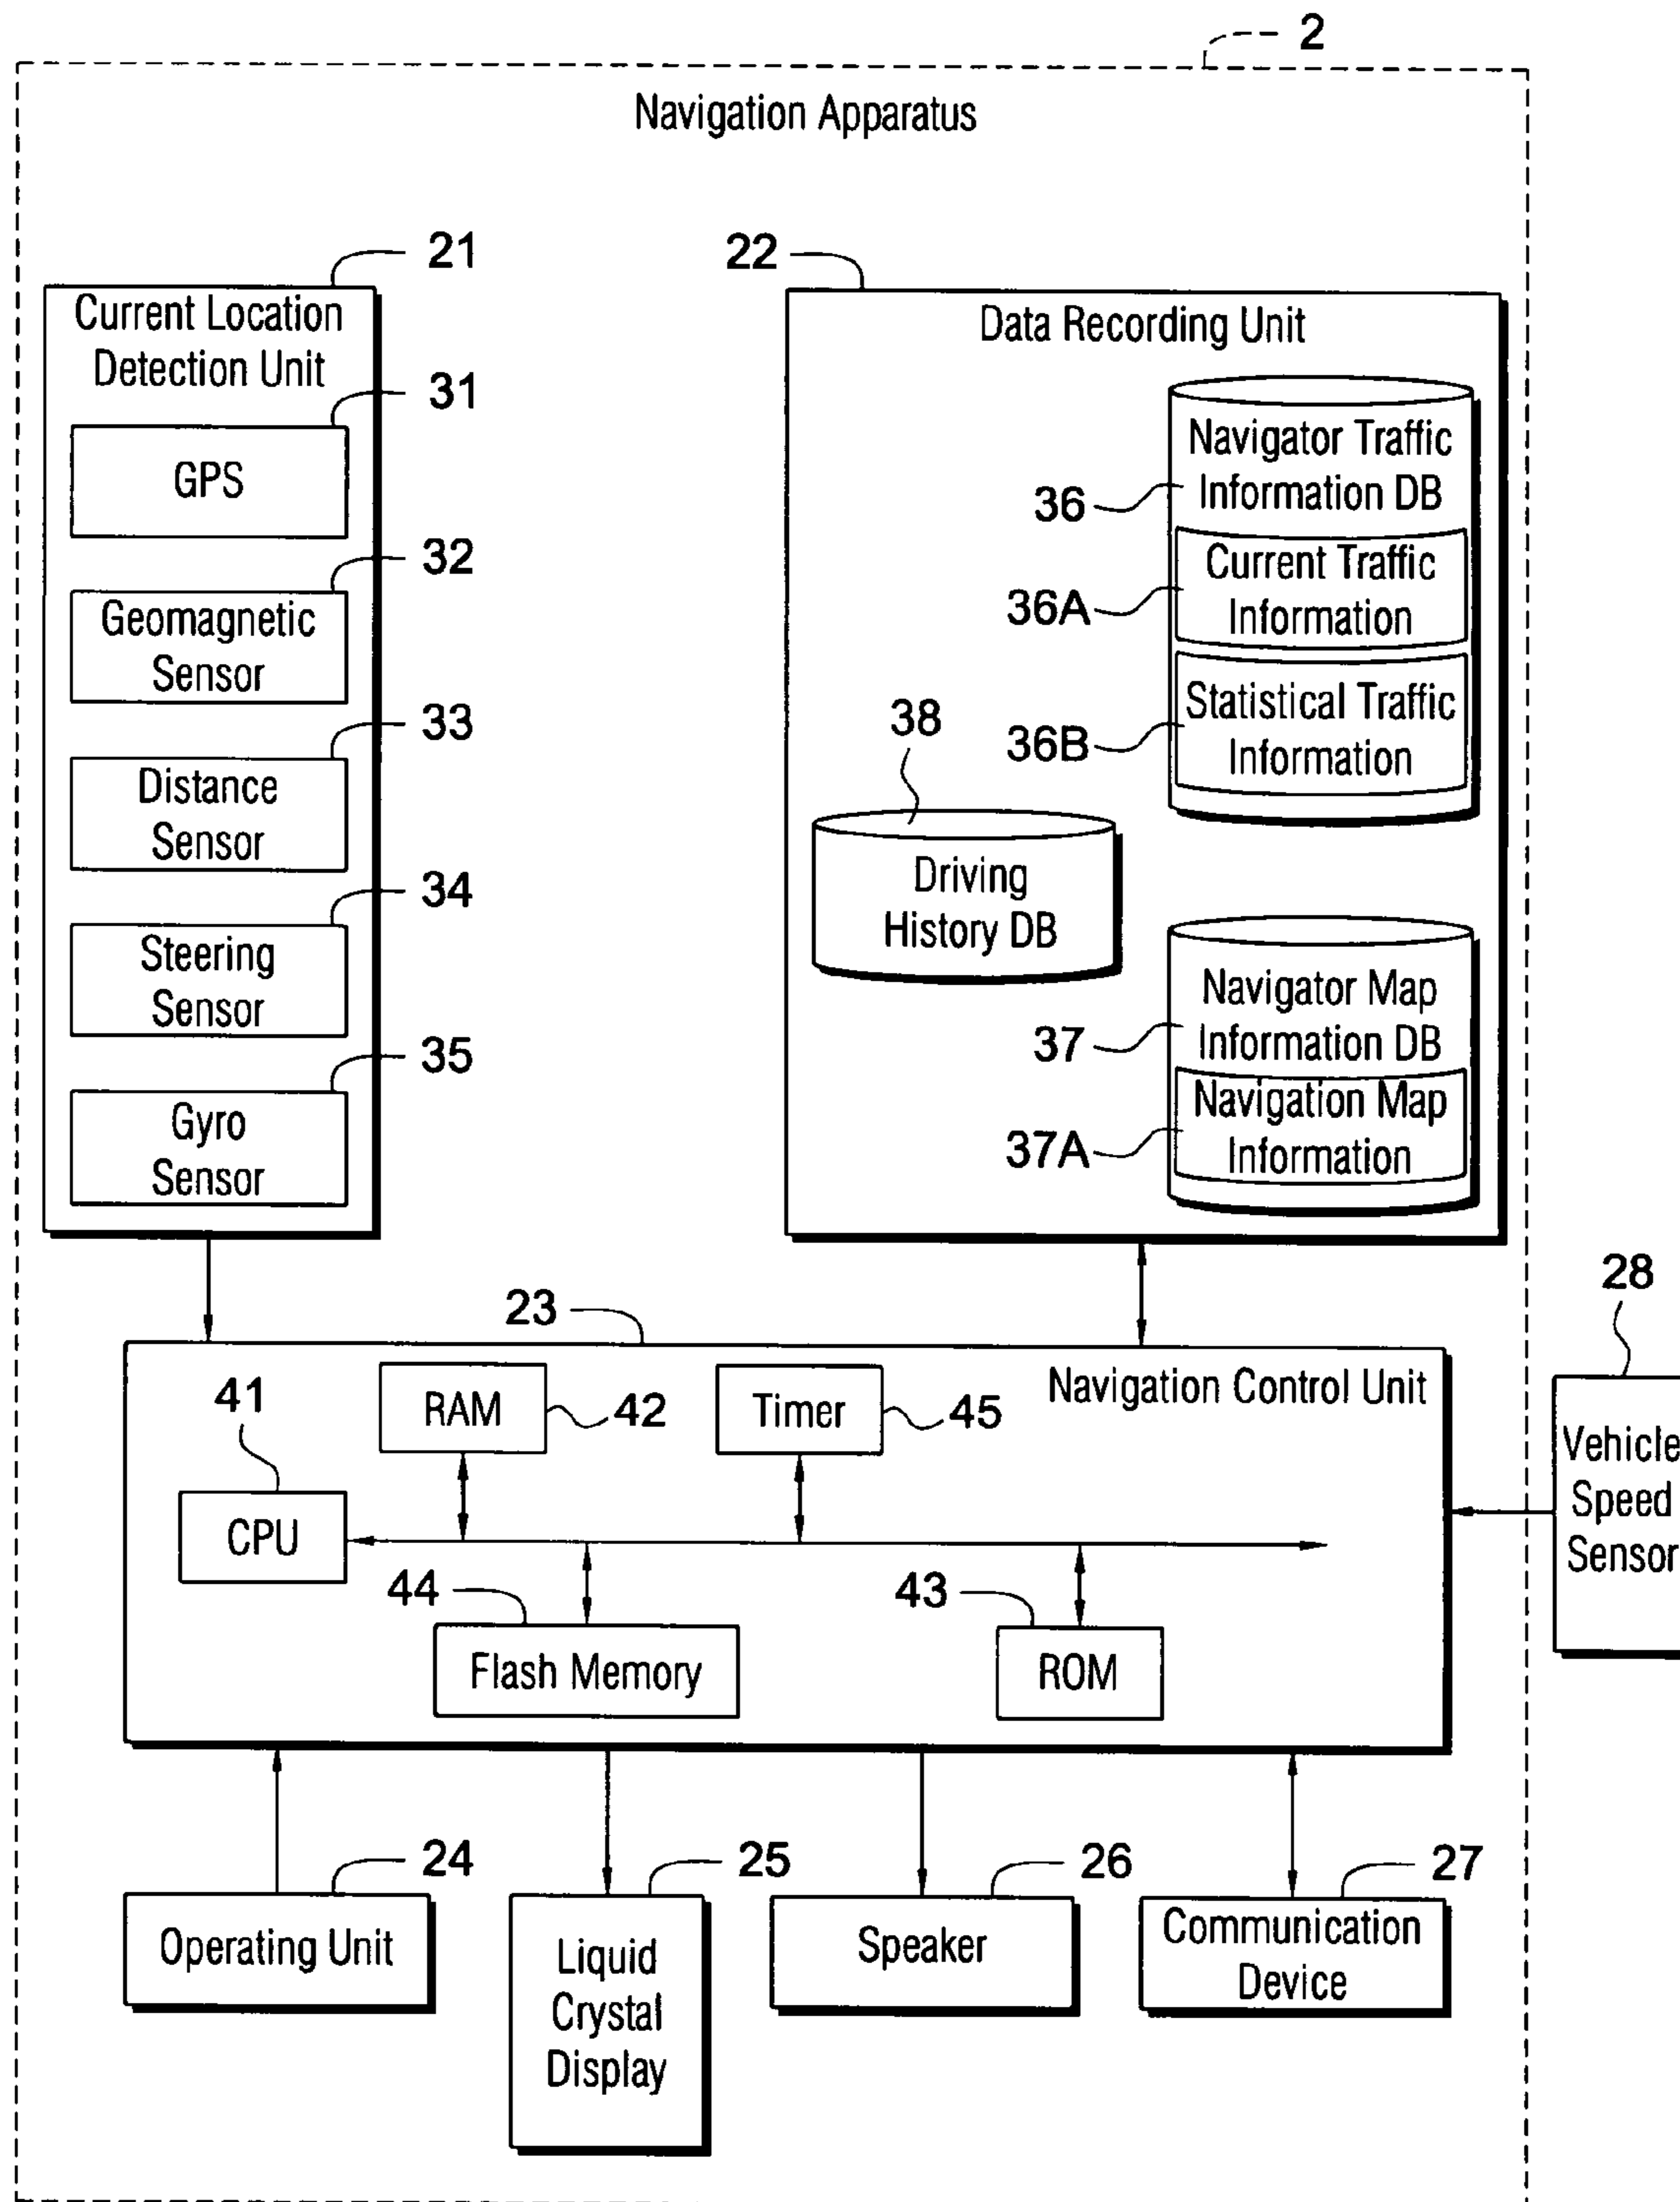 2
Navigation Apparatus
21
Current Location
Detection Unit
31
GPS
32
Geomagnetic
Sensor
33
Distance
Sensor
34
Steering
Sensor
35
Gyro
Sensor
22
Data Recording Unit
Navigator Traffic
Information DB
36
Current Traffic
Information
36A
Statistical Traffic
Information
36B
38
Driving
History DB
Navigator Map
Information DB
37
Navigation Map
Information
37A
23
Navigation Control Unit
41
CPU
RAM
42
Timer
45
44
Flash Memory
43
ROM
28
Vehicle
Speed
Sensor
24
Operating Unit
25
Liquid
Crystal
Display
26
Speaker
27
Communication
Device